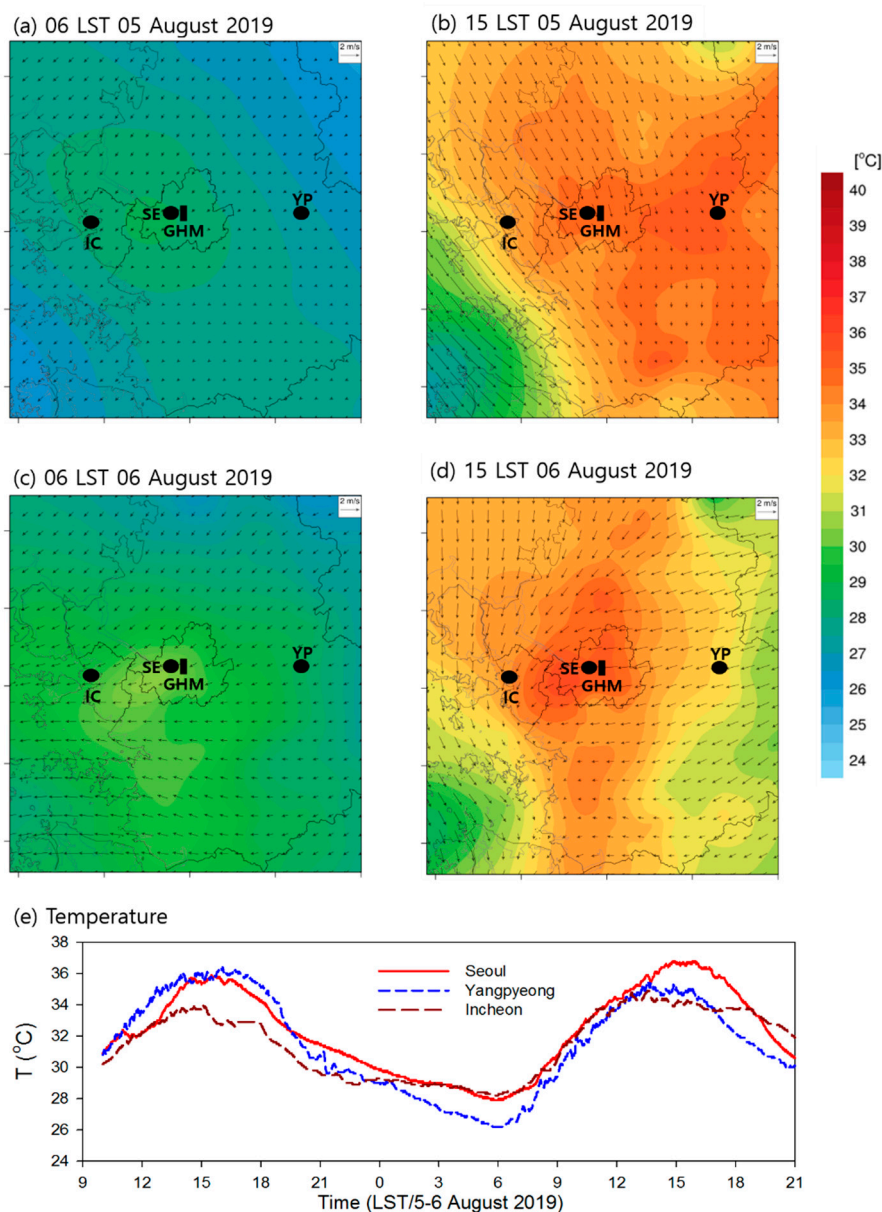 (a) 06 LST 05 August 2019
(b) 15 LST 05 August 2019
2 m/s
2 m/s
[°C]
40
39
38
37
36
35
34
33
32
31
30
29
28
27
26
25
24
SE
GHM
IC
YP
SE
GHM
IC
YP
(c) 06 LST 06 August 2019
(d) 15 LST 06 August 2019
2 m/s
2 m/s
SE
GHM
IC
YP
SE
GHM
IC
YP
(e) Temperature
38
36
34
32
30
28
26
24
T (°C)
Seoul
Yangpyeong
Incheon
9 12 15 18 21 0 3 6 9 12 15 18 21
Time (LST/5-6 August 2019)